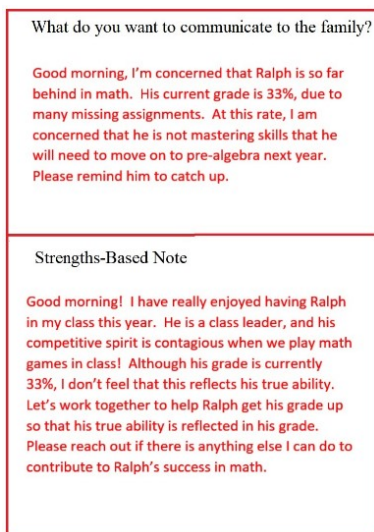 What do you want to communicate to the family?
Good morning, I'm concerned that Ralph is so far
behind in math.  His current grade is 33%, due to
many missing assignments.  At this rate, I am
concerned that he is not mastering skills that he
will need to move on to pre-algebra next year.
Please remind him to catch up.
Strengths-Based Note
Good morning!  I have really enjoyed having Ralph
in my class this year.  He is a class leader, and his
competitive spirit is contagious when we play math
games in class!  Although his grade is currently
33%, I don't feel that this reflects his true ability.
Let's work together to help Ralph get his grade up
so that his true ability is reflected in his grade.
Please reach out if there is anything else I can do to
contribute to Ralph's success in math.